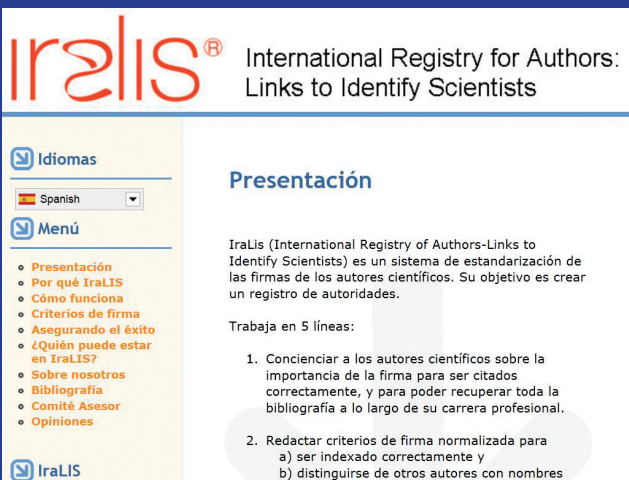 Iralis®
International Registry for Authors:
Links to Identify Scientists
Idiomas
Spanish
Menú
Presentación
Por qué IraLIS
Cómo funciona
Criterios de firma
Asegurando el éxito
¿Quién puede estar
en IraLIS?
Sobre nosotros
Bibliografía
Comité Asesor
Opiniones
IraLIS
Presentación
IraLis (International Registry of Authors-Links to
Identify Scientists) es un sistema de estandarización de
las firmas de los autores científicos. Su objetivo es crear
un registro de autoridades.
Trabaja en 5 líneas:
1. Concienciar a los autores científicos sobre la
importancia de la firma para ser citados
correctamente, y para poder recuperar toda la
bibliografía a lo largo de su carrera profesional.
2. Redactar criterios de firma normalizada para
a) ser indexado correctamente y
b) distinguirse de otros autores con nombres